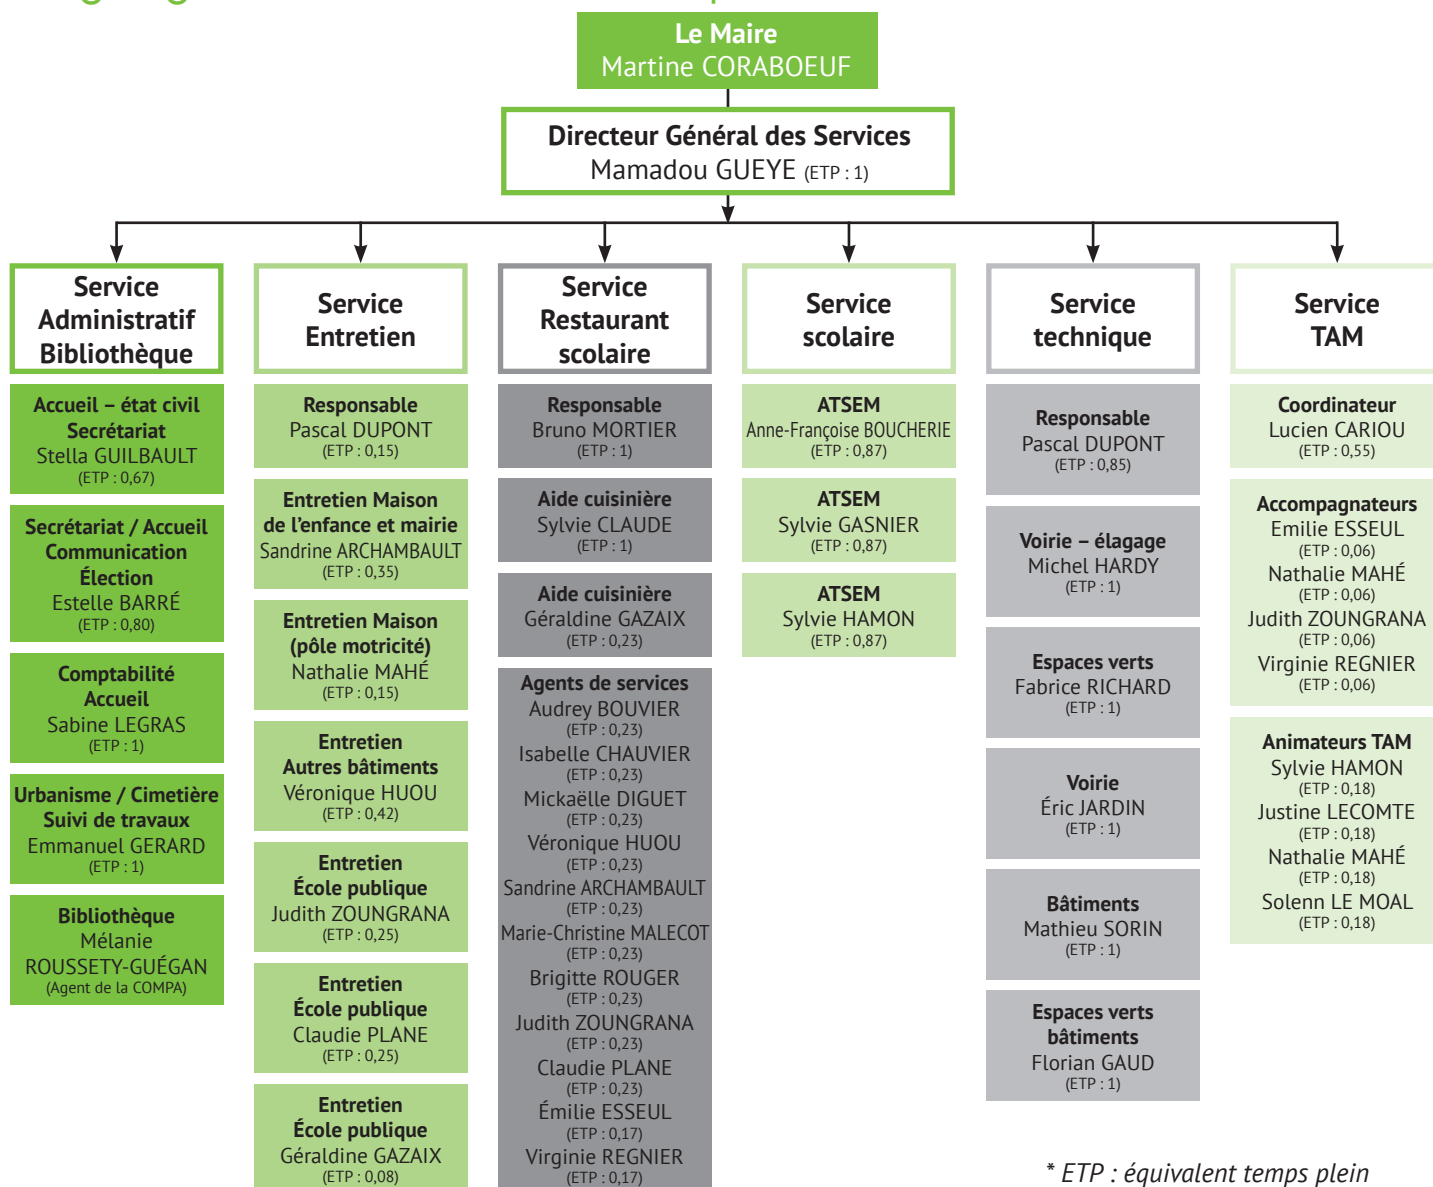 Le Maire
Martine CORABOEUF
Directeur Général des Services
Mamadou GUEYE (ETP : 1)
Service
Administratif
Bibliothèque
Accueil – état civil
Secrétariat
Stella GUILBAULT
(ETP : 0,67)
Secrétariat / Accueil
Communication
Élection
Estelle BARRÉ
(ETP : 0,80)
Comptabilité
Accueil
Sabine LEGRAS
(ETP : 1)
Urbanisme / Cimetière
Suivi de travaux
Emmanuel GERARD
(ETP : 1)
Bibliothèque
Mélanie
ROUSSETY-GUÉGAN
(Agent de la COMPA)
Service
Entretien
Responsable
Pascal DUPONT
(ETP : 0,15)
Entretien Maison
de l’enfance et mairie
Sandrine ARCHAMBAULT
(ETP : 0,35)
Entretien Maison
(pôle motricité)
Nathalie MAHÉ
(ETP : 0,15)
Entretien
Autres bâtiments
Véronique HUOU
(ETP : 0,42)
Entretien
École publique
Judith ZOUNGRANA
(ETP : 0,25)
Entretien
École publique
Claudie PLANE
(ETP : 0,25)
Entretien
École publique
Géraldine GAZAIX
(ETP : 0,08)
Service
Restaurant
scolaire
Responsable
Bruno MORTIER
(ETP : 1)
Aide cuisinière
Sylvie CLAUDE
(ETP : 1)
Aide cuisinière
Géraldine GAZAIX
(ETP : 0,23)
Agents de services
Audrey BOUVIER
(ETP : 0,23)
Isabelle CHAUVIER
(ETP : 0,23)
Mickaëlle DIGUET
(ETP : 0,23)
Véronique HUOU
(ETP : 0,23)
Sandrine ARCHAMBAULT
(ETP : 0,23)
Marie-Christine MALECOT
(ETP : 0,23)
Brigitte ROUGER
(ETP : 0,23)
Judith ZOUNGRANA
(ETP : 0,23)
Claudie PLANE
(ETP : 0,23)
Émilie ESSEUL
(ETP : 0,17)
Virginie REGNIER
(ETP : 0,17)
Service
scolaire
ATSEM
Anne-Françoise BOUCHERIE
(ETP : 0,87)
ATSEM
Sylvie GASNIER
(ETP : 0,87)
ATSEM
Sylvie HAMON
(ETP : 0,87)
Service
technique
Responsable
Pascal DUPONT
(ETP : 0,85)
Voirie – élagage
Michel HARDY
(ETP : 1)
Espaces verts
Fabrice RICHARD
(ETP : 1)
Voirie
Éric JARDIN
(ETP : 1)
Bâtiments
Mathieu SORIN
(ETP : 1)
Espaces verts
bâtiments
Florian GAUD
(ETP : 1)
Service
TAM
Coordinateur
Lucien CARIOU
(ETP : 0,55)
Accompagnateurs
Emilie ESSEUL
(ETP : 0,06)
Nathalie MAHÉ
(ETP : 0,06)
Judith ZOUNGRANA
(ETP : 0,06)
Virginie REGNIER
(ETP : 0,06)
Animateurs TAM
Sylvie HAMON
(ETP : 0,18)
Justine LECOMTE
(ETP : 0,18)
Nathalie MAHÉ
(ETP : 0,18)
Solenn LE MOAL
(ETP : 0,18)
* ETP : équivalent temps plein